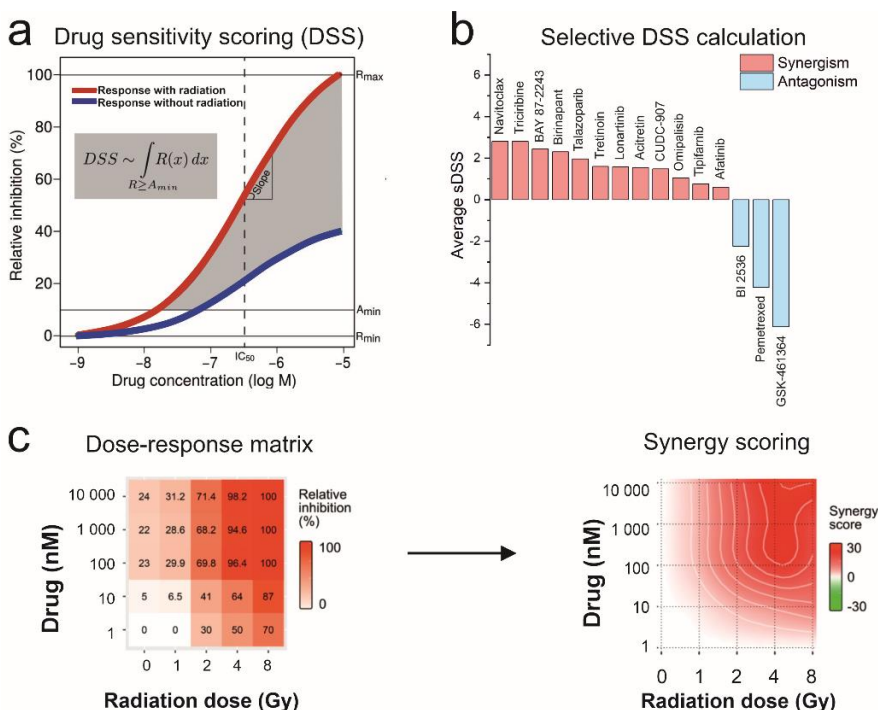 a Drug sensitivity scoring (DSS)
Relative inhibition (%)
100
80
60
40
20
0
Response with radiation
Response without radiation
DSS ~ ∫ R(x) dx
R≥Amin
Slope
Rmax
Amin
Rmin
IC50
−9 −8 −7 −6 −5
Drug concentration (log M)
b Selective DSS calculation
Synergism
Antagonism
Average sDSS
6
4
2
0
-2
-4
-6
Navitoclax
Triciribine
BAY 87-2243
Birinapant
Talazoparib
Tretinoin
Lonartinib
Acitretin
CUDC-907
Omipalisib
Tipifarnib
Afatinib
BI 2536
Pemetrexed
GSK-461364
c Dose-response matrix
Drug (nM)
10 000 24 31.2 71.4 98.2 100
1 000 22 28.6 68.2 94.6 100
100 23 29.9 69.8 96.4 100
10 5 6.5 41 64 87
1 0 0 30 50 70
0 1 2 4 8
Radiation dose (Gy)
Relative
inhibition
(%)
100
0
Synergy scoring
Drug (nM)
10 000
1 000
100
10
1
0 1 2 4 8
Radiation dose (Gy)
Synergy
score
30
0
-30